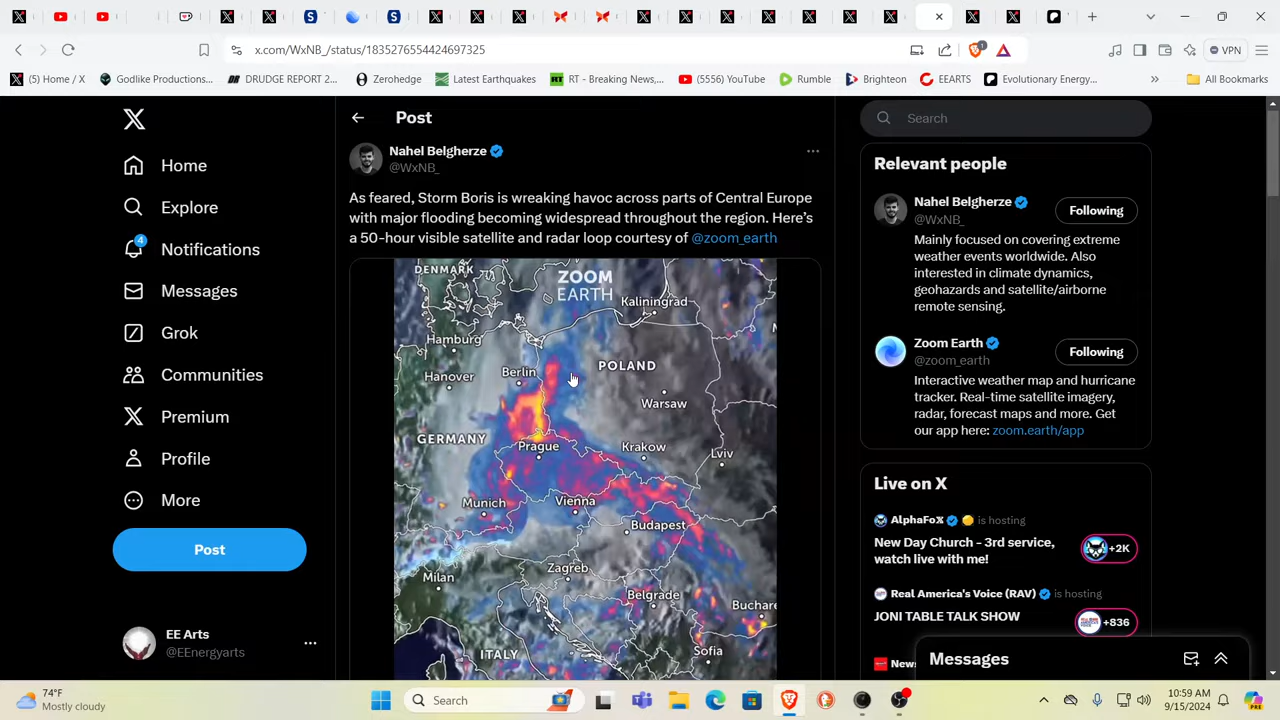 x.com/WxNB_/status/1835276554424697325
VPN
(5) Home / X
Godlike Productions...
DRUDGE REPORT 2...
Zerohedge
Latest Earthquakes
RT - Breaking News,...
(5556) YouTube
Rumble
Brighteon
EEARTS
Evolutionary Energy...
All Bookmarks
Home
Explore
4
Notifications
Messages
Grok
Communities
Premium
Profile
More
Post
EE Arts
@EEnergyarts
Post
Nahel Belgherze
@WxNB_
As feared, Storm Boris is wreaking havoc across parts of Central Europe
with major flooding becoming widespread throughout the region. Here's
a 50-hour visible satellite and radar loop courtesy of @zoom_earth
DENMARK
ZOOM
EARTH
Kaliningrad
Hamburg
Berlin
POLAND
Hanover
Warsaw
GERMANY
Prague
Krakow
Lviv
Munich
Vienna
Budapest
Zagreb
Milan
Belgrade
Buchare
Sofia
ITALY
Search
Relevant people
Nahel Belgherze
@WxNB_
Following
Mainly focused on covering extreme
weather events worldwide. Also
interested in climate dynamics,
geohazards and satellite/airborne
remote sensing.
Zoom Earth
@zoom_earth
Following
Interactive weather map and hurricane
tracker. Real-time satellite imagery,
radar, forecast maps and more. Get
our app here: zoom.earth/app
Live on X
AlphaFoX is hosting
New Day Church - 3rd service,
watch live with me!
+2K
Real America's Voice (RAV) is hosting
JONI TABLE TALK SHOW
+836
News
Messages
74°F
Mostly cloudy
Search
10:59 AM
9/15/2024